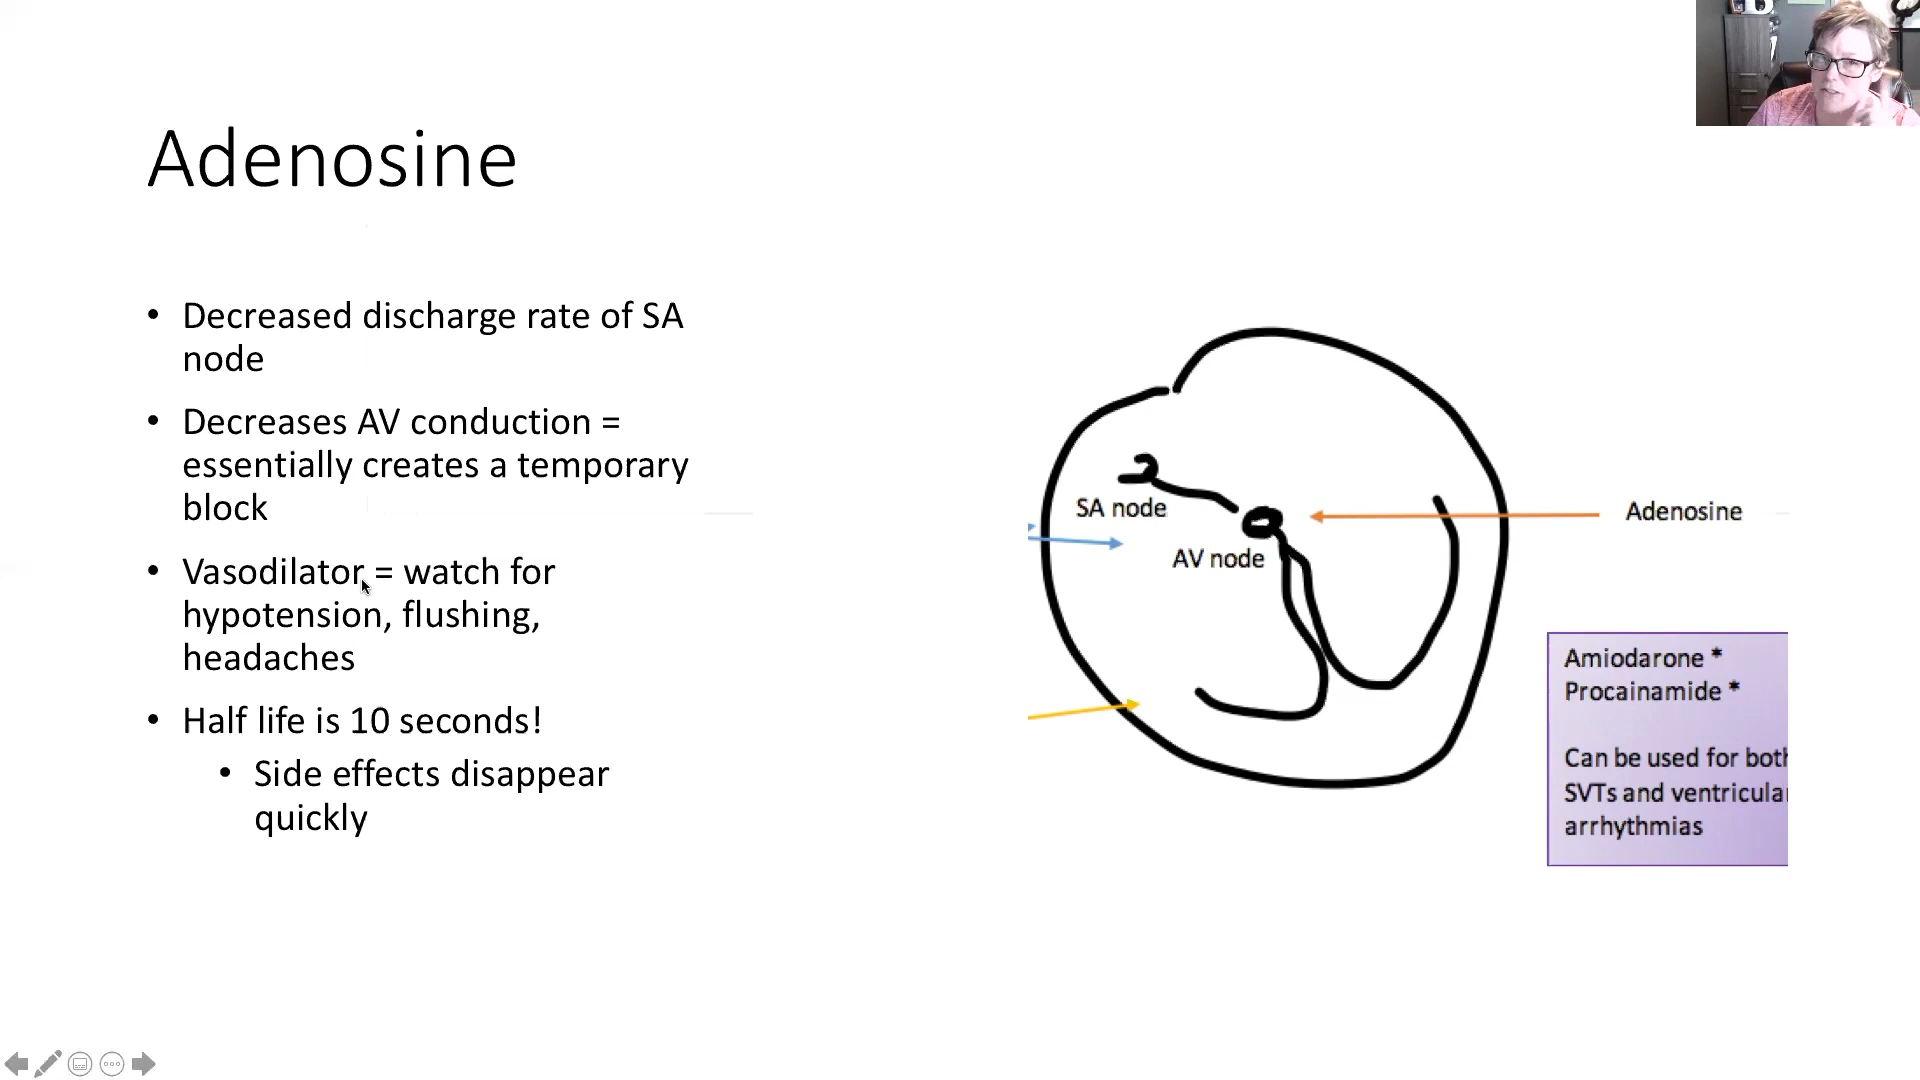 Adenosine
• Decreased discharge rate of SA
node
• Decreases AV conduction =
essentially creates a temporary
block
• Vasodilator = watch for
hypotension, flushing,
headaches
• Half life is 10 seconds!
• Side effects disappear
quickly
SA node
AV node
Adenosine
Amiodarone *
Procainamide *
Can be used for both
SVTs and ventricular
arrhythmias